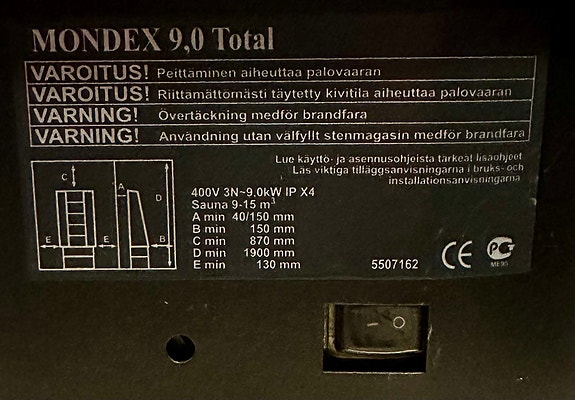 MONDEX 9,0 Total
VAROITUS! Peittäminen aiheuttaa palovaaran
VAROITUS! Riittämättömästi täytetty kivitila aiheuttaa palovaaran
VARNING! Övertäckning medför brandfara
VARNING! Användning utan välfyllt stenmagasin medför brandfara
Lue käyttö- ja asennusohjeista tärkeät lisäohjeet.
Läs viktiga tilläggsanvisningarna i bruks- och
installationsanvisningarna.
C
A
D
E
E
B
400V 3N~9.0kW IP X4
Sauna 9-15 m³
A min 40/150 mm
B min 150 mm
C min 870 mm
D min 1900 mm
E min 130 mm
5507162
CE
PG
– O